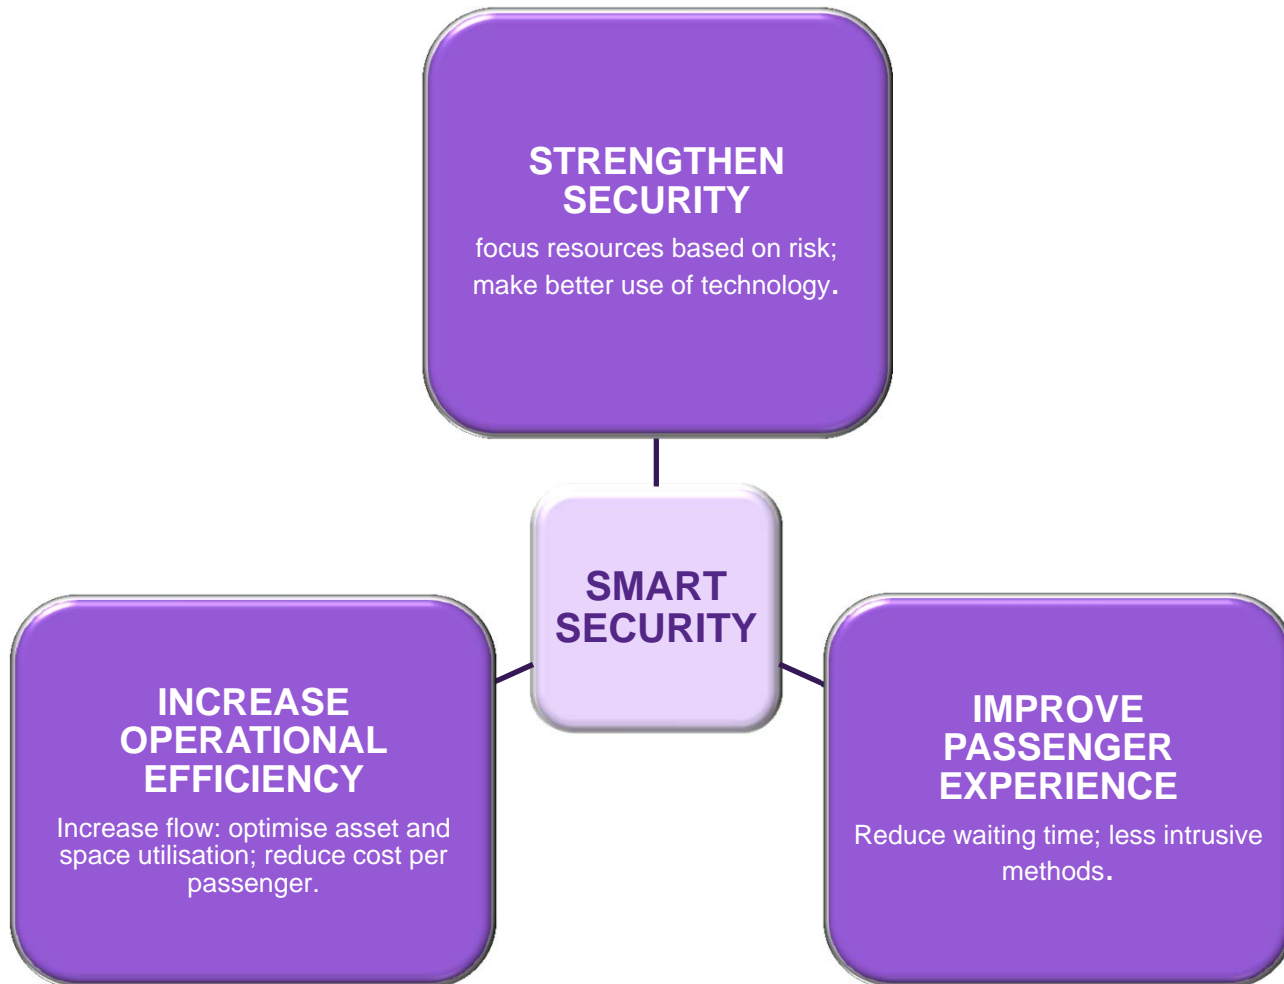 STRENGTHEN
SECURITY
focus resources based on risk;
make better use of technology.
SMART
SECURITY
INCREASE
OPERATIONAL
EFFICIENCY
Increase flow: optimise asset and
space utilisation; reduce cost per
passenger.
IMPROVE
PASSENGER
EXPERIENCE
Reduce waiting time; less intrusive
methods.